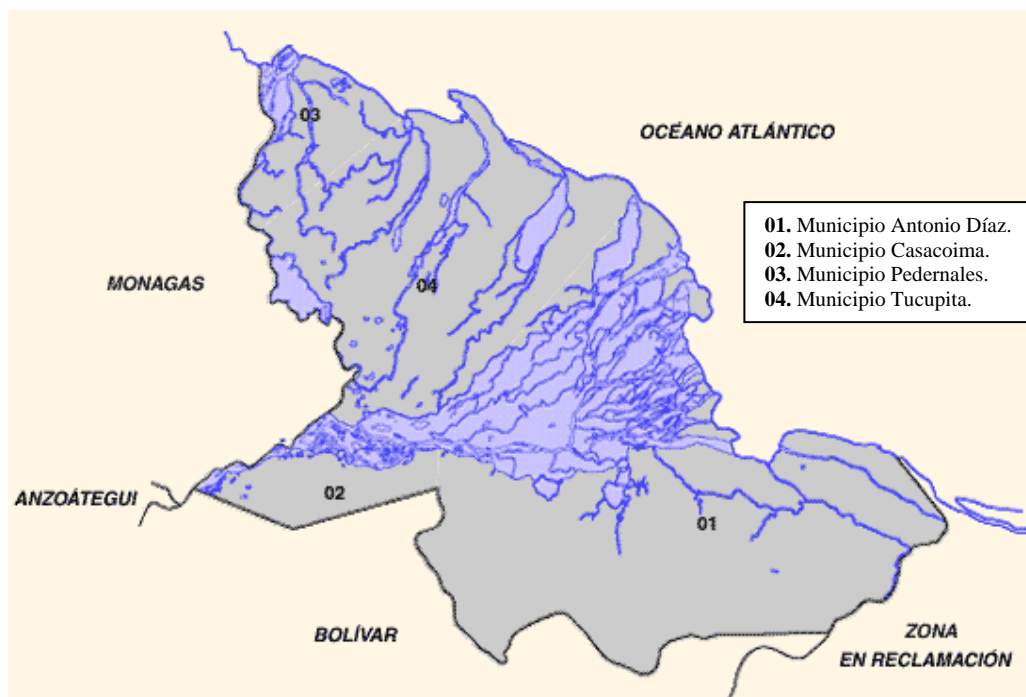 03
OCÉANO ATLÁNTICO
01. Municipio Antonio Díaz.
02. Municipio Casacoima.
03. Municipio Pedernales.
04. Municipio Tucupita.
MONAGAS
04
ANZOÁTEGUI
02
01
BOLÍVAR
ZONA
EN RECLAMACIÓN